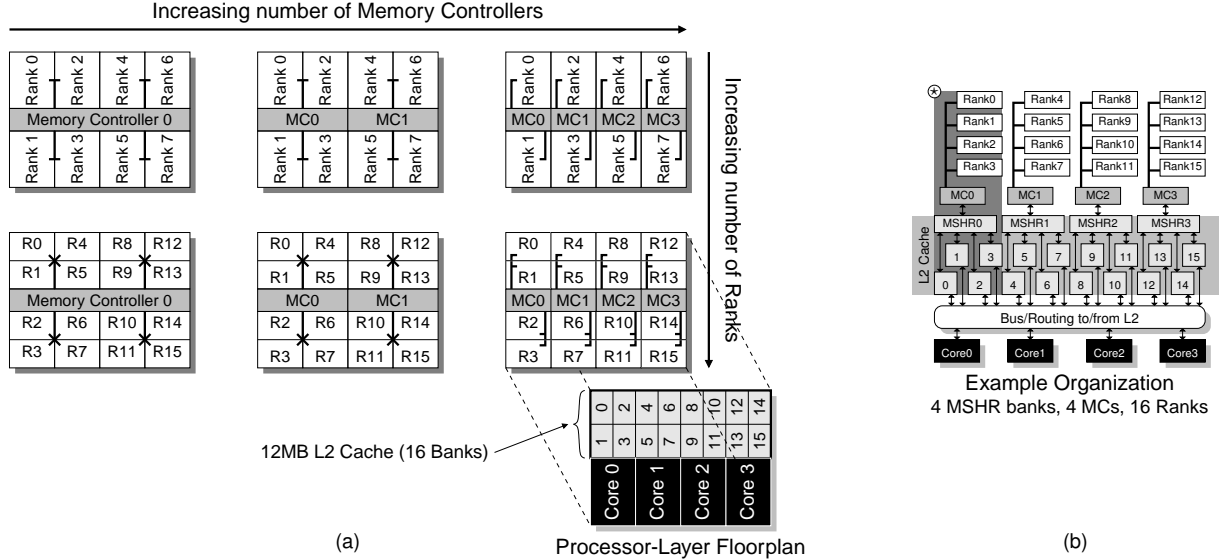 Increasing number of Memory Controllers
Rank 0
Rank 2
Rank 4
Rank 6
Memory Controller 0
Rank 1
Rank 3
Rank 5
Rank 7
Rank 0
Rank 2
Rank 4
Rank 6
MC0 MC1
Rank 1
Rank 3
Rank 5
Rank 7
Rank 0
Rank 2
Rank 4
Rank 6
MC0 MC1 MC2 MC3
Rank 1
Rank 3
Rank 5
Rank 7
Increasing number of Ranks
R0 R4 R8 R12
R1 R5 R9 R13
Memory Controller 0
R2 R6 R10 R14
R3 R7 R11 R15
R0 R4 R8 R12
R1 R5 R9 R13
MC0 MC1
R2 R6 R10 R14
R3 R7 R11 R15
R0 R4 R8 R12
R1 R5 R9 R13
MC0 MC1 MC2 MC3
R2 R6 R10 R14
R3 R7 R11 R15
12MB L2 Cache (16 Banks)
0 2 4 6 8 10 12 14
1 3 5 7 9 11 13 15
Core 0
Core 1
Core 2
Core 3
Processor-Layer Floorplan
(a)
Rank0 Rank4 Rank8 Rank12
Rank1 Rank5 Rank9 Rank13
Rank2 Rank6 Rank10 Rank14
Rank3 Rank7 Rank11 Rank15
MC0 MC1 MC2 MC3
L2 Cache
MSHR0 MSHR1 MSHR2 MSHR3
1 3 5 7 9 11 13 15
0 2 4 6 8 10 12 14
Bus/Routing to/from L2
Core0 Core1 Core2 Core3
Example Organization
4 MSHR banks, 4 MCs, 16 Ranks
(b)